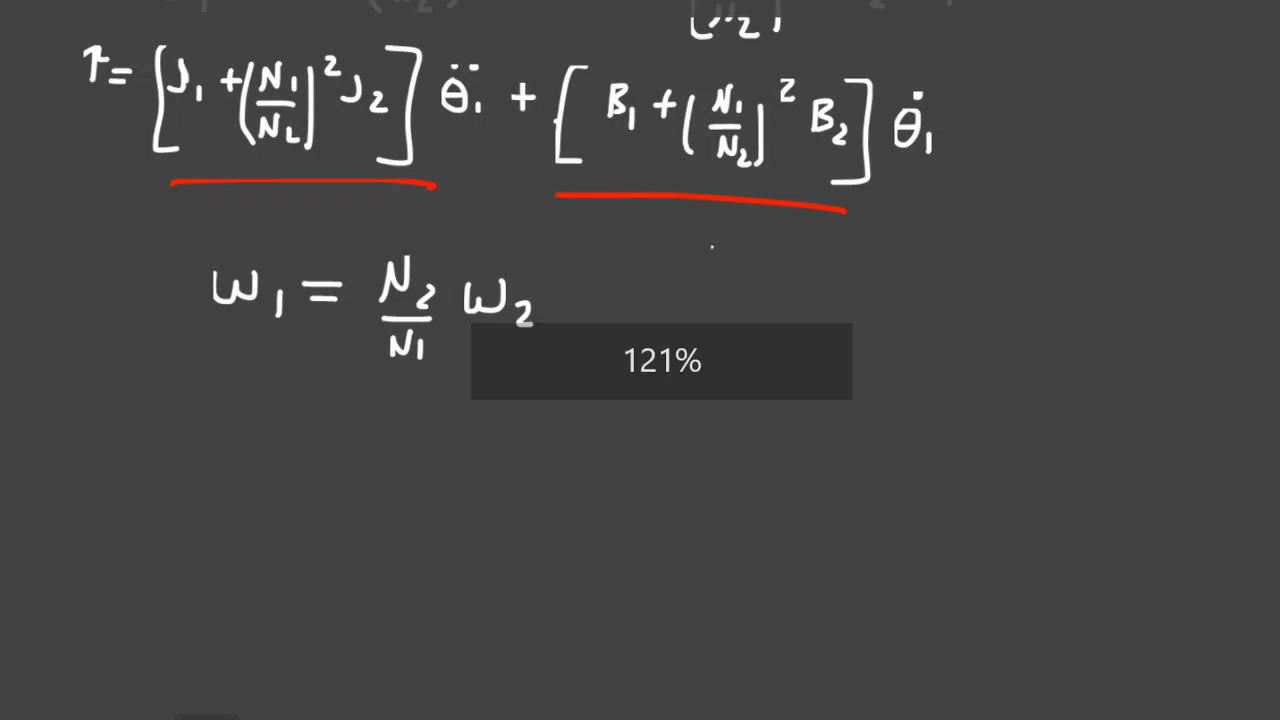 τ = [J₁ + (N₁/N₂)² J₂] θ̈₁ + [B₁ + (N₁/N₂)² B₂] θ̇₁
ω₁ = N₂/N₁ ω₂
121%